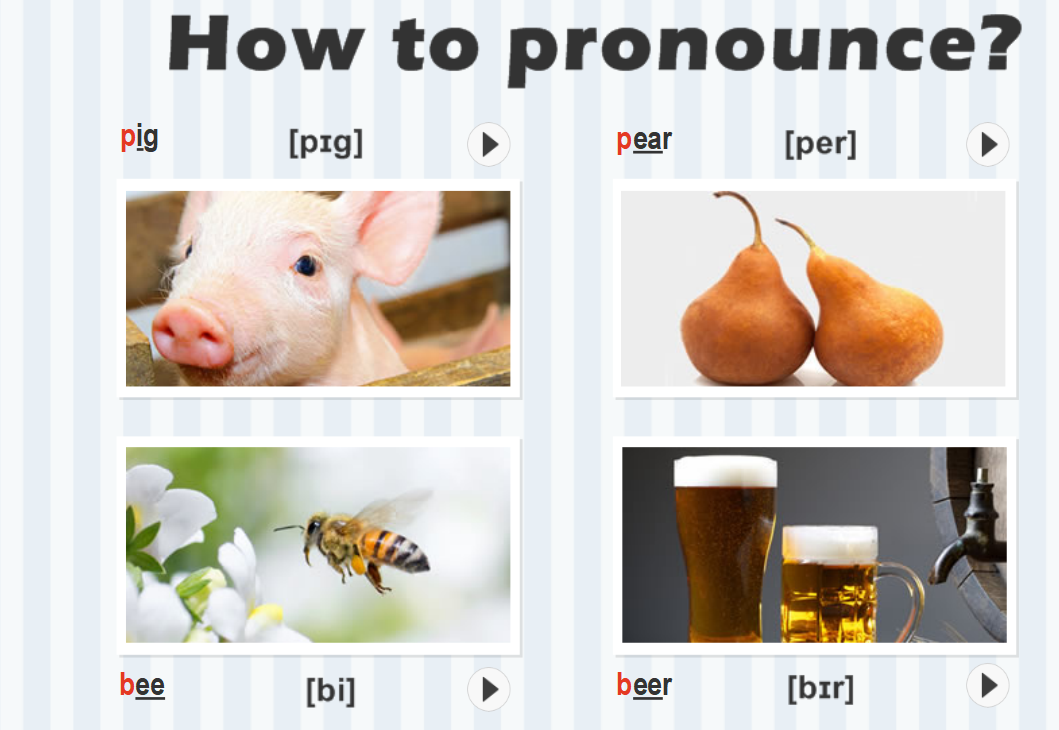 How to pronounce?
pig [pɪg]
pear [per]
bee [bi]
beer [bɪr]